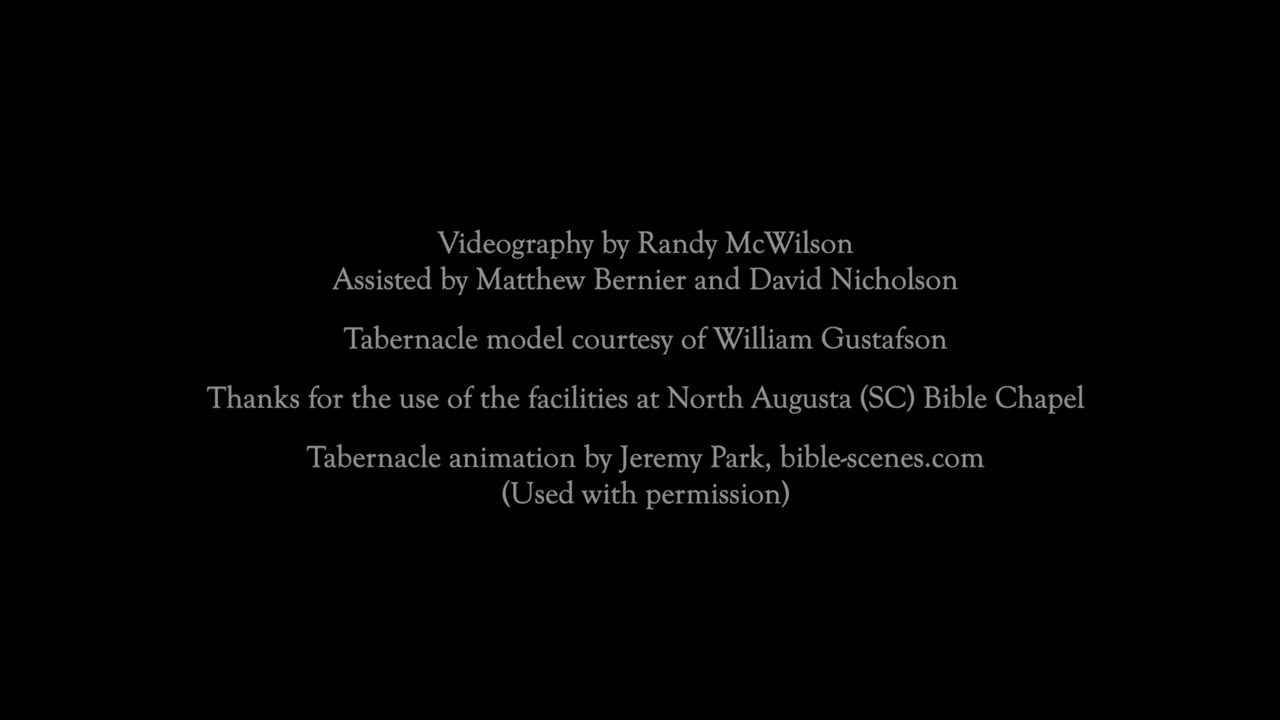 Videography by Randy McWilson
Assisted by Matthew Bernier and David Nicholson
Tabernacle model courtesy of William Gustafson
Thanks for the use of the facilities at North Augusta (SC) Bible Chapel
Tabernacle animation by Jeremy Park, bible-scenes.com
(Used with permission)